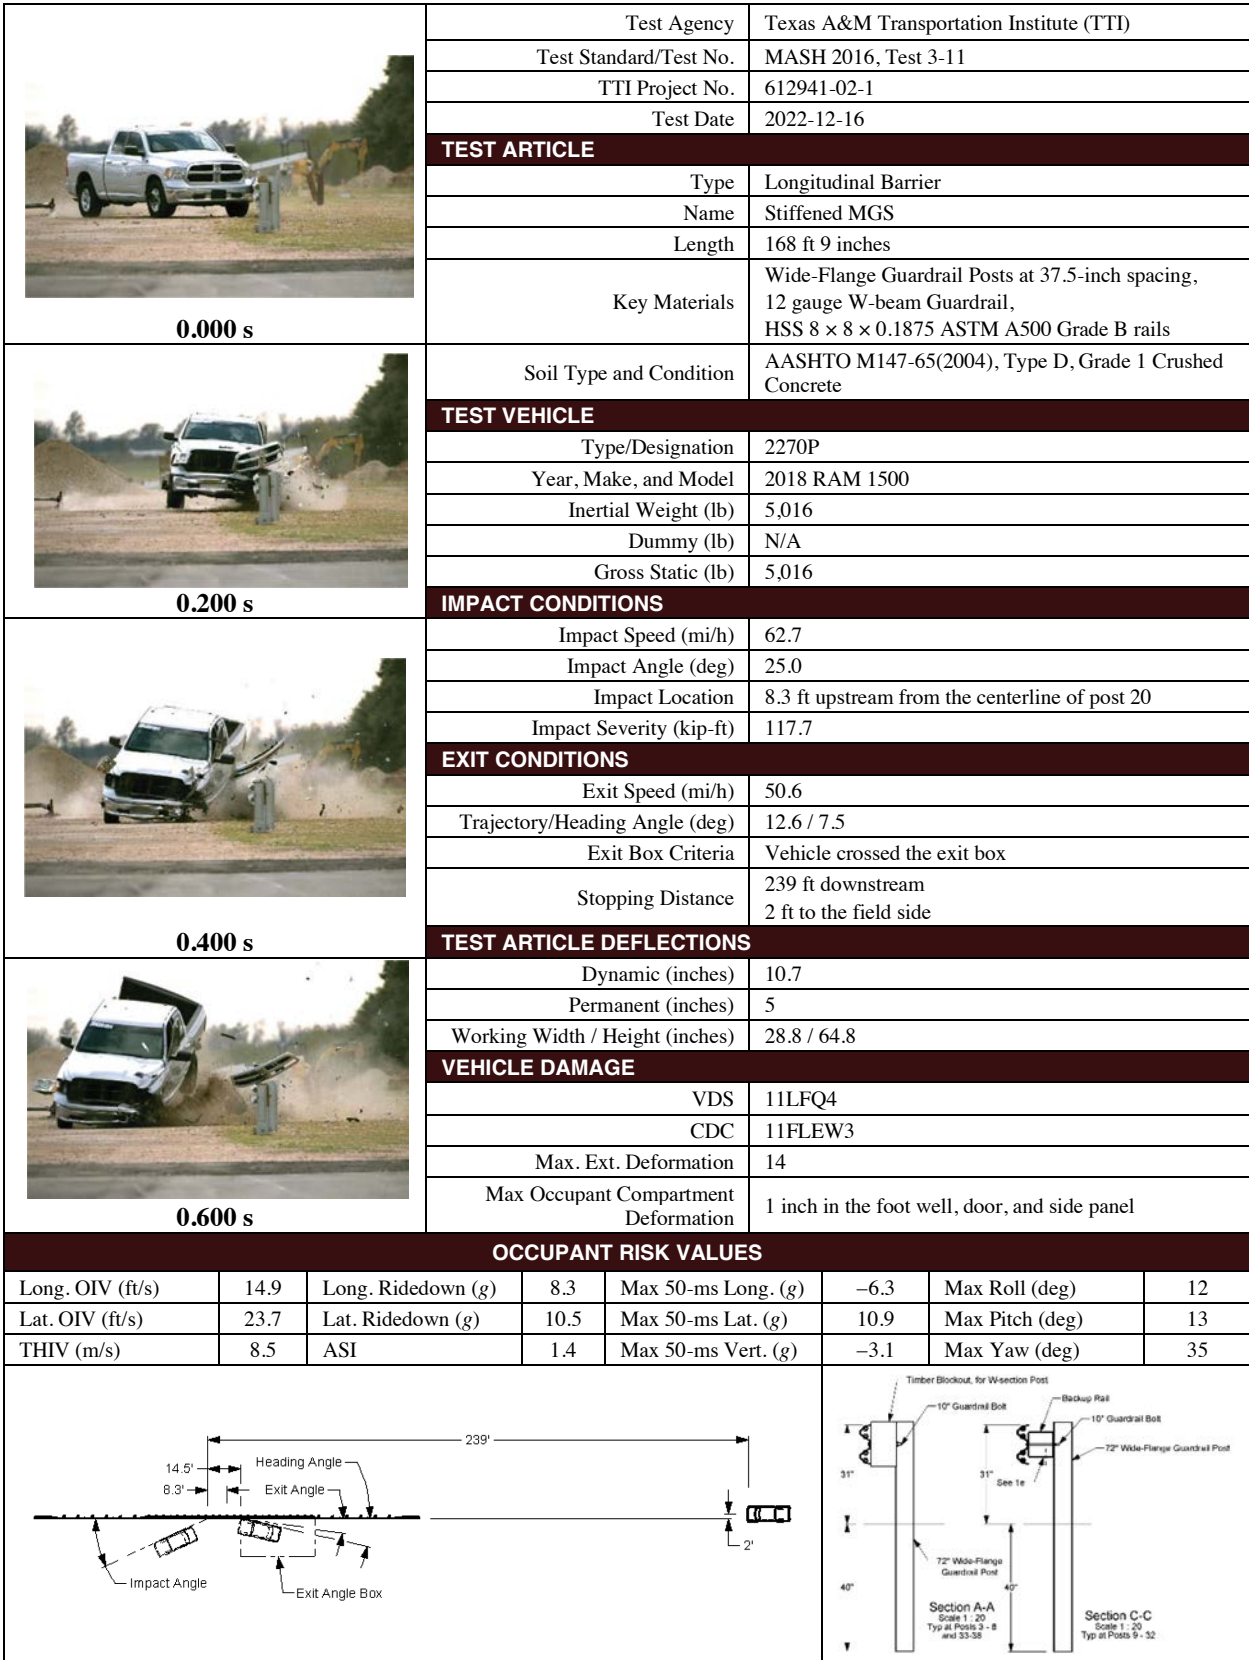 Test Agency Texas A&M Transportation Institute (TTI)
Test Standard/Test No. MASH 2016, Test 3-11
TTI Project No. 612941-02-1
Test Date 2022-12-16
TEST ARTICLE
Type Longitudinal Barrier
Name Stiffened MGS
Length 168 ft 9 inches
Key Materials Wide-Flange Guardrail Posts at 37.5-inch spacing,
12 gauge W-beam Guardrail,
HSS 8 × 8 × 0.1875 ASTM A500 Grade B rails
0.000 s
Soil Type and Condition AASHTO M147-65(2004), Type D, Grade 1 Crushed
Concrete
TEST VEHICLE
Type/Designation 2270P
Year, Make, and Model 2018 RAM 1500
Inertial Weight (lb) 5,016
Dummy (lb) N/A
Gross Static (lb) 5,016
0.200 s
IMPACT CONDITIONS
Impact Speed (mi/h) 62.7
Impact Angle (deg) 25.0
Impact Location 8.3 ft upstream from the centerline of post 20
Impact Severity (kip-ft) 117.7
EXIT CONDITIONS
Exit Speed (mi/h) 50.6
Trajectory/Heading Angle (deg) 12.6 / 7.5
Exit Box Criteria Vehicle crossed the exit box
Stopping Distance 239 ft downstream
2 ft to the field side
0.400 s
TEST ARTICLE DEFLECTIONS
Dynamic (inches) 10.7
Permanent (inches) 5
Working Width / Height (inches) 28.8 / 64.8
VEHICLE DAMAGE
VDS 11LFQ4
CDC 11FLEW3
Max. Ext. Deformation 14
Max Occupant Compartment
Deformation 1 inch in the foot well, door, and side panel
0.600 s
OCCUPANT RISK VALUES
Long. OIV (ft/s) 14.9 Long. Ridedown (g) 8.3 Max 50-ms Long. (g) −6.3 Max Roll (deg) 12
Lat. OIV (ft/s) 23.7 Lat. Ridedown (g) 10.5 Max 50-ms Lat. (g) 10.9 Max Pitch (deg) 13
THIV (m/s) 8.5 ASI 1.4 Max 50-ms Vert. (g) −3.1 Max Yaw (deg) 35
239'
14.5'
Heading Angle
8.3'
Exit Angle
2'
Impact Angle
Exit Angle Box
Timber Blockout, for W-section Post
10" Guardrail Bolt
31"
72" Wide-Flange
Guardrail Post
40"
Section A-A
Scale 1 : 20
Typ at Posts 3 - 8
and 33-38
Backup Rail
10" Guardrail Bolt
72" Wide-Flange Guardrail Post
31"
See 1e
40"
Section C-C
Scale 1 : 20
Typ at Posts 9 - 32